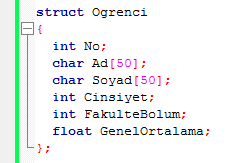 struct Ogrenci
{
int No;
char Ad[50];
char Soyad[50];
int Cinsiyet;
int FakulteBolum;
float GenelOrtalama;
};